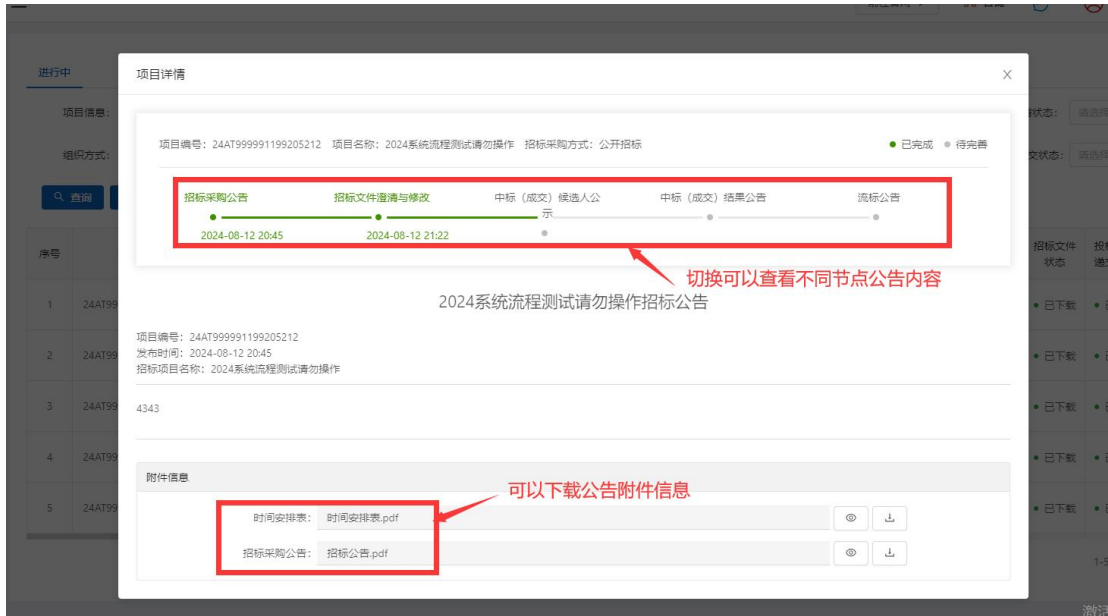 进行中
项目详情
X
项目信息:
状态:
组织方式:
交状态:
查询
项目编号: 24AT999991199205212 项目名称: 2024系统流程测试请勿操作 招标采购方式: 公开招标
已完成 待完善
招标采购公告 招标文件澄清与修改 中标（成交）候选人公示 中标（成交）结果公告 流标公告
2024-08-12 20:45 2024-08-12 21:22
切换可以查看不同节点公告内容
序号 招标文件状态
2024系统流程测试请勿操作招标公告
项目编号: 24AT999991199205212
发布时间: 2024-08-12 20:45
招标项目名称: 2024系统流程测试请勿操作
4343
1 24AT99 已下载
2 24AT99 已下载
3 24AT99 已下载
4 24AT99 已下载
5 24AT99 已下载
附件信息
可以下载公告附件信息
时间安排表: 时间安排表.pdf
招标采购公告: 招标公告.pdf
激活